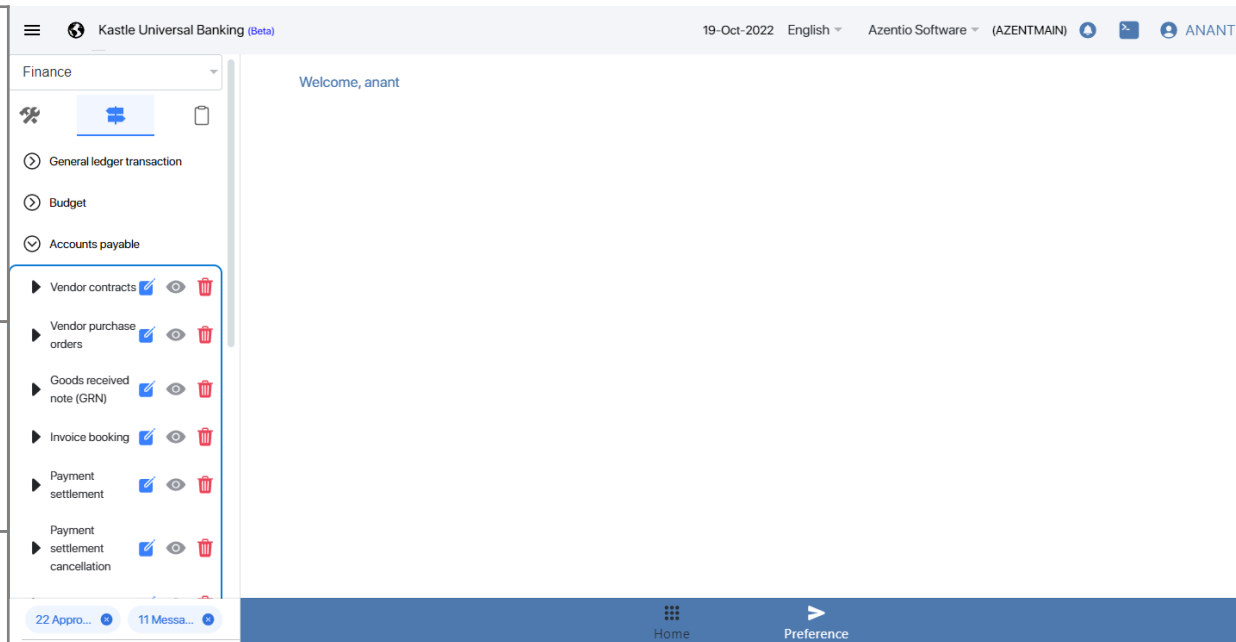 Kastle Universal Banking (Beta)
19-Oct-2022 English Azentio Software (AZENTMAIN) ANANT
Finance
Welcome, anant
General ledger transaction
Budget
Accounts payable
Vendor contracts
Vendor purchase
orders
Goods received
note (GRN)
Invoice booking
Payment
settlement
Payment
settlement
cancellation
22 Appro...
11 Messa...
Home
Preference